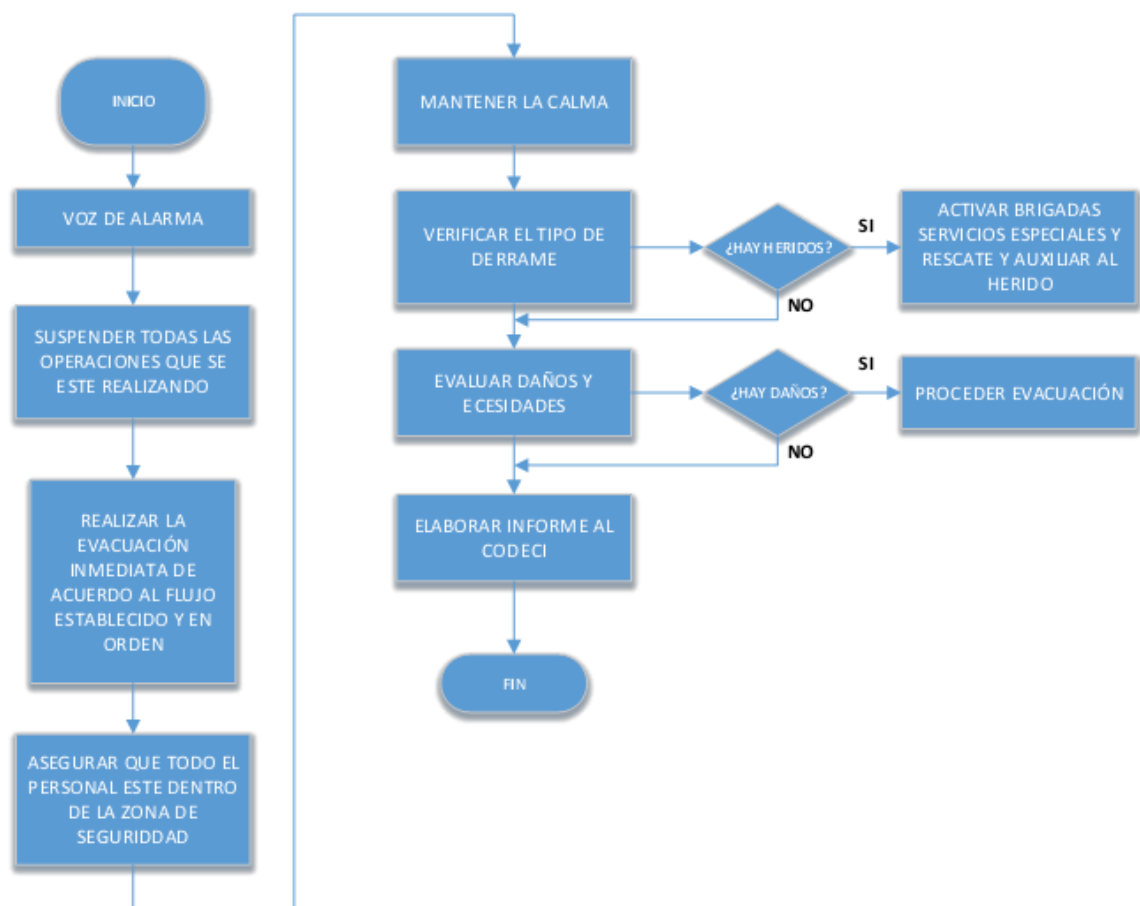 INICIO
VOZ DE ALARMA
SUSPENDER TODAS LAS
OPERACIONES QUE SE
ESTE REALIZANDO
REALIZAR LA
EVACUACIÓN
INMEDIATA DE
ACUERDO AL FLUJO
ESTABLECIDO Y EN
ORDEN
ASEGURAR QUE TODO EL
PERSONAL ESTE DENTRO
DE LA ZONA DE
SEGURIDDAD
MANTENER LA CALMA
VERIFICAR EL TIPO DE
DERRAME
¿HAY HERIDOS?
SI
ACTIVAR BRIGADAS
SERVICIOS ESPECIALES Y
RESCATE Y AUXILIAR AL
HERIDO
NO
EVALUAR DAÑOS Y
ECESIDADES
¿HAY DAÑOS?
SI
PROCEDER EVACUACIÓN
NO
ELABORAR INFORME AL
CODECI
FIN